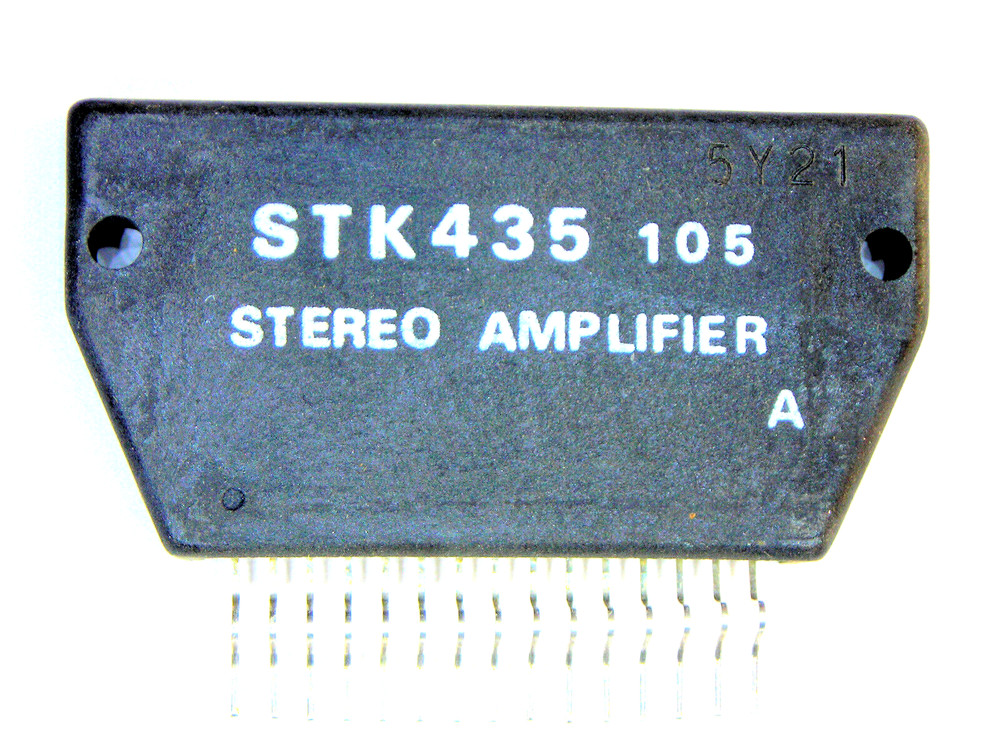 5Y21
STK435 105
STEREO AMPLIFIER
A